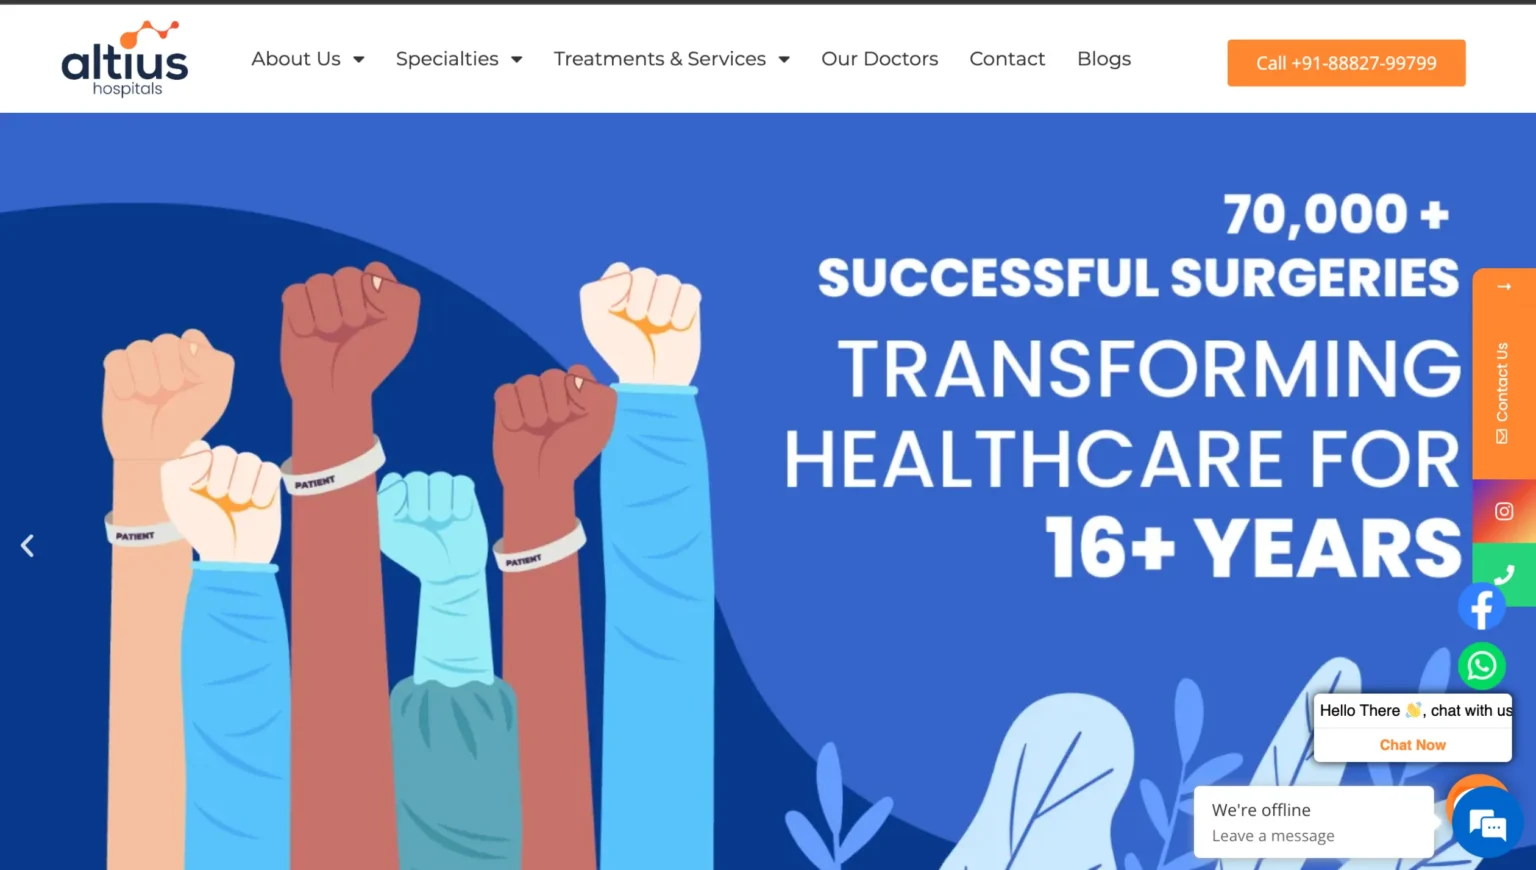 altius
hospitals
About Us
Specialties
Treatments & Services
Our Doctors
Contact
Blogs
Call +91-88827-99799
70,000 +
SUCCESSFUL SURGERIES
TRANSFORMING
HEALTHCARE FOR
16+ YEARS
PATIENT
PATIENT
PATIENT
Contact Us
Hello There 👋, chat with us
Chat Now
We're offline
Leave a message